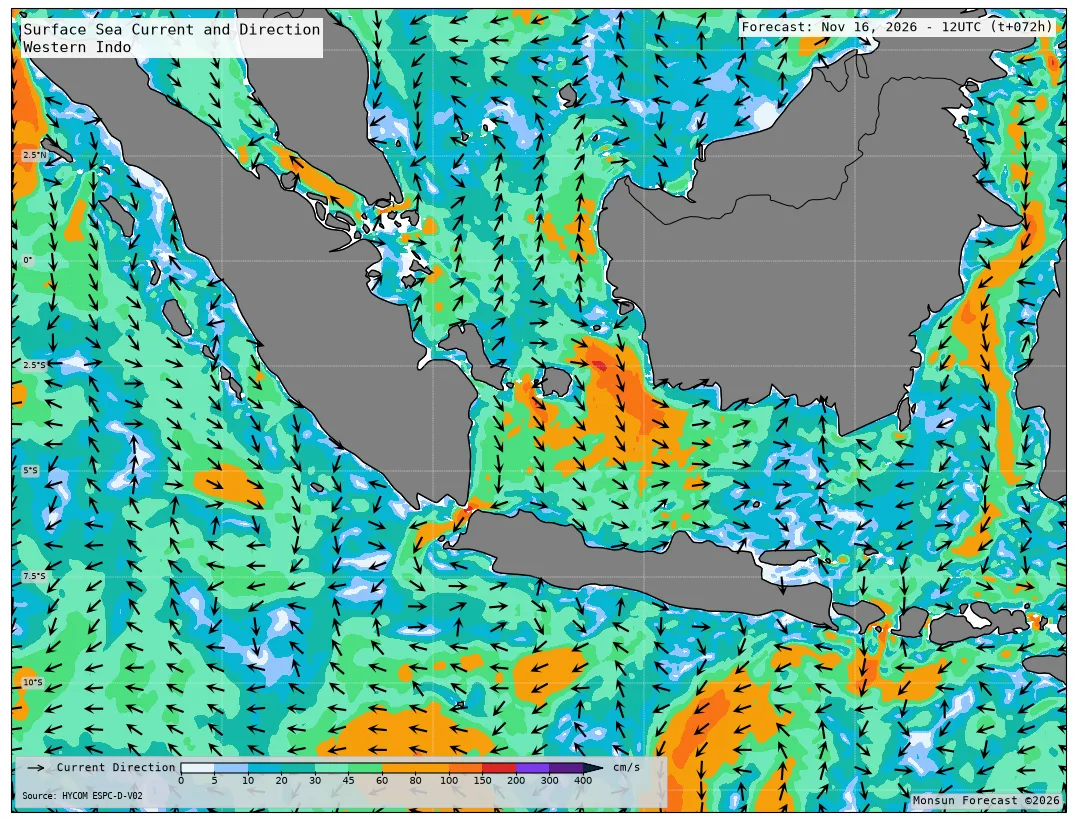 Surface Sea Current and Direction
Western Indo
Forecast: Nov 16, 2026 - 12UTC (t+072h)
2.5°N
0°
2.5°S
5°S
7.5°S
10°S
Current Direction
0 5 10 20 30 45 60 80 100 150 200 300 400 cm/s
Source: HYCOM ESPC-D-V02
Monsun Forecast ©2026